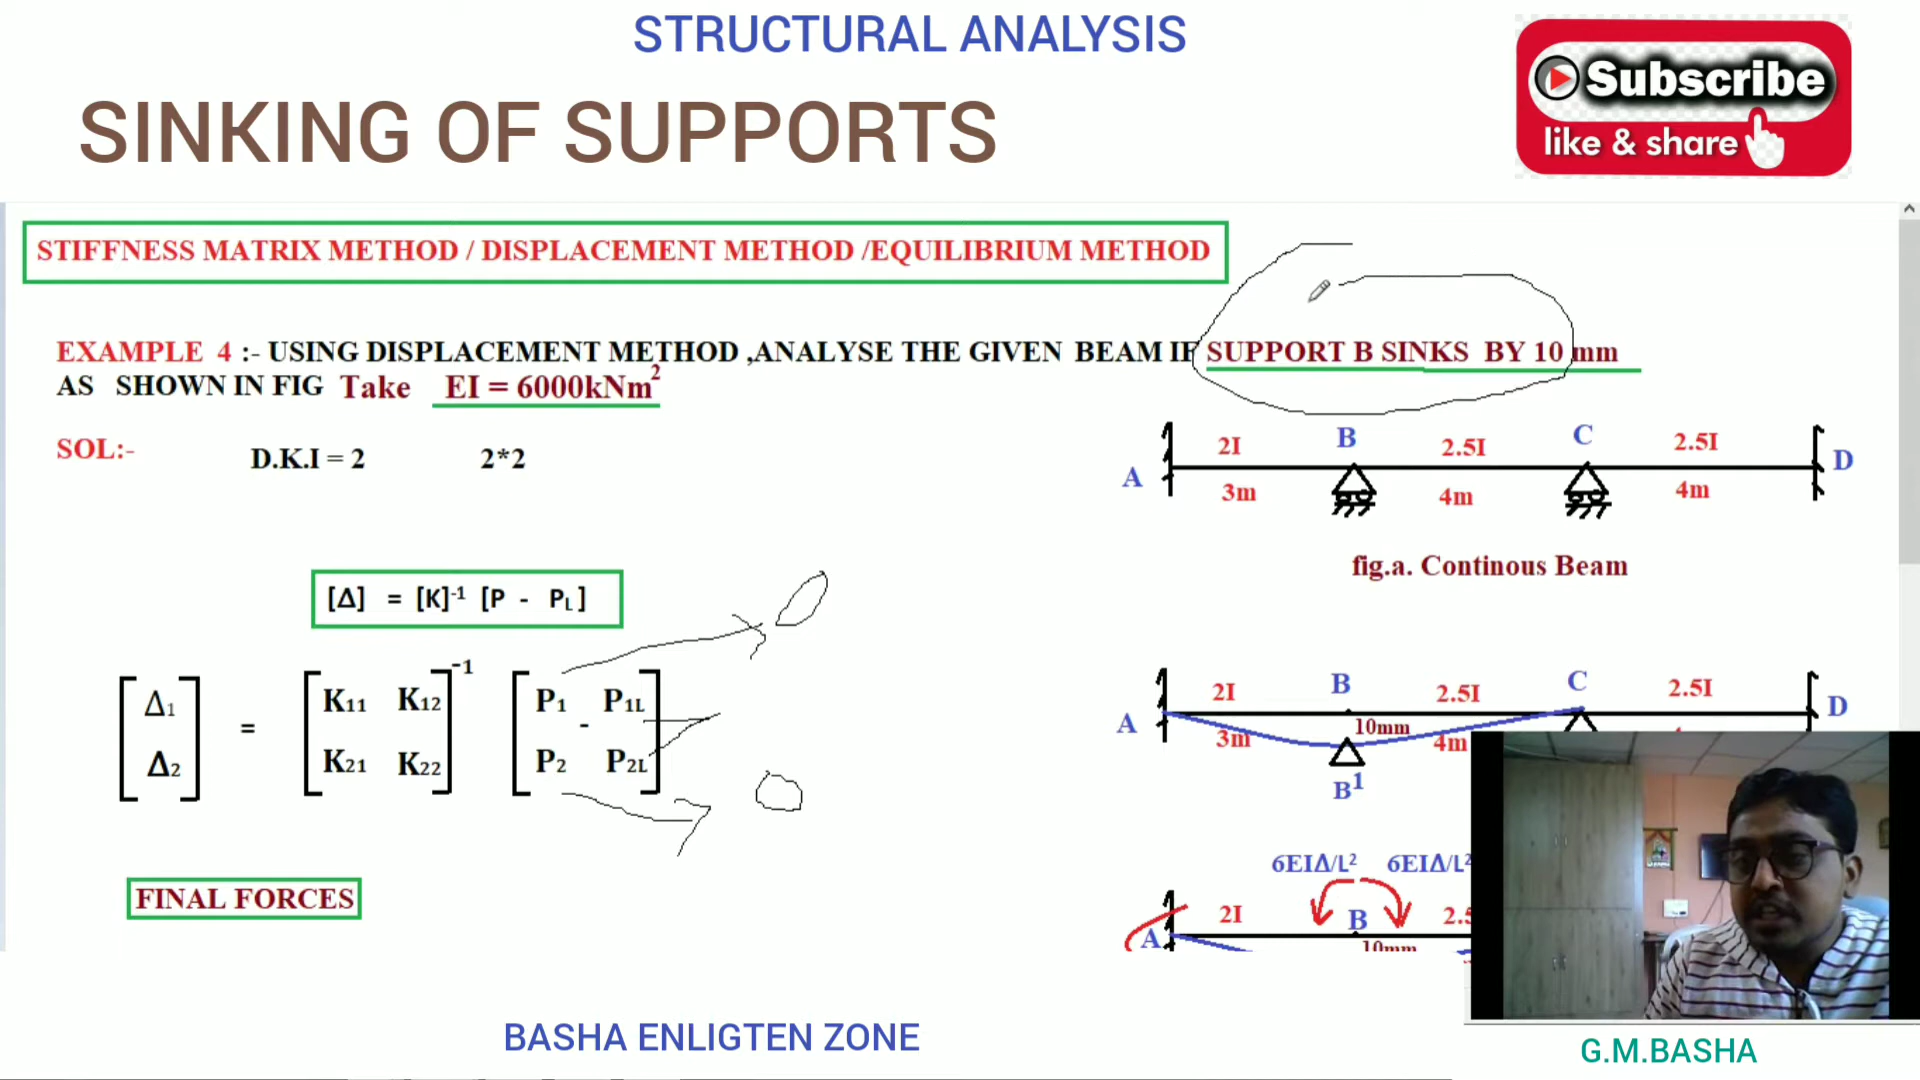 STRUCTURAL ANALYSIS
SINKING OF SUPPORTS
Subscribe
like & share
STIFFNESS MATRIX METHOD / DISPLACEMENT METHOD /EQUILIBRIUM METHOD
EXAMPLE 4 :- USING DISPLACEMENT METHOD ,ANALYSE THE GIVEN BEAM IF SUPPORT B SINKS BY 10 mm
AS SHOWN IN FIG Take EI = 6000kNm²
SOL:- D.K.I = 2 2*2
2I B 2.5I C 2.5I
A 3m 4m 4m D
fig.a. Continous Beam
[Δ] = [K]⁻¹ [P - PL]
Δ1 K11 K12 -1 P1 P1L
= -
Δ2 K21 K22 P2 P2L
2I B 2.5I C 2.5I
A 3m 10mm 4m D
B1
6EIΔ/L² 6EIΔ/L²
2I B
A 10mm
FINAL FORCES
BASHA ENLIGTEN ZONE
G.M.BASHA